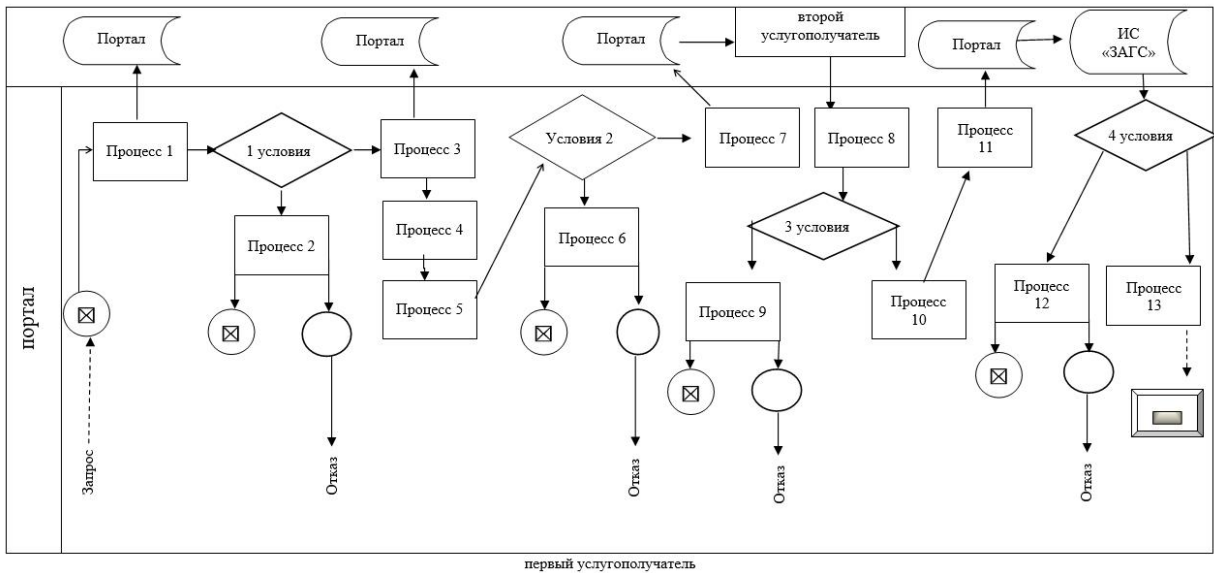 Портал
Портал
Портал
второй
услугополучатель
Портал
ИС
«ЗАГС»
Процесс 1
1 условия
Процесс 3
Условия 2
Процесс 7
Процесс 8
Процесс
11
4 условия
Процесс 2
Процесс 4
Процесс 6
3 условия
Процесс 5
Процесс 9
Процесс
10
Процесс
12
Процесс
13
портал
Запрос
Отказ
Отказ
Отказ
Отказ
первый услугополучатель